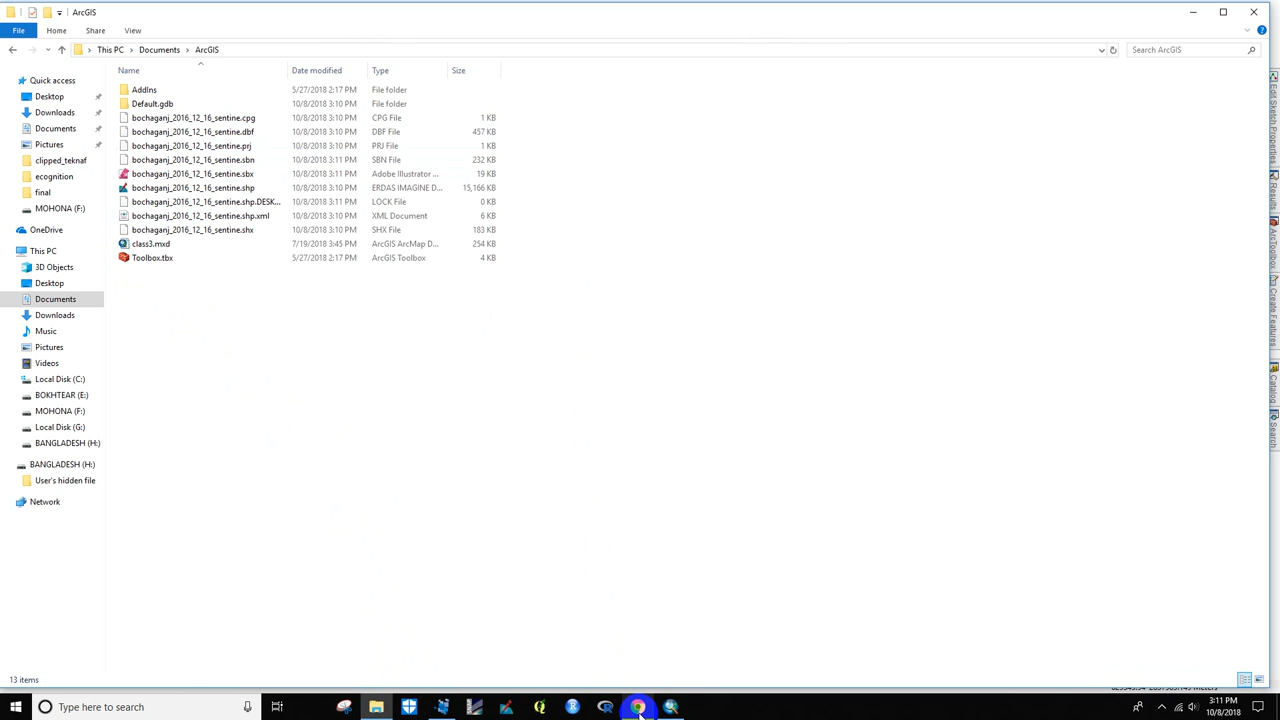 ArcGIS
File Home Share View
This PC Documents ArcGIS Search ArcGIS
Name Date modified Type Size
Quick access
Desktop
Downloads
Documents
Pictures
clipped_teknaf
ecognition
final
MOHONA (F:)
OneDrive
This PC
3D Objects
Desktop
Documents
Downloads
Music
Pictures
Videos
Local Disk (C:)
BOKHTEAR (E:)
MOHONA (F:)
Local Disk (G:)
BANGLADESH (H:)
BANGLADESH (H:)
User's hidden file
Network
AddIns 5/27/2018 2:17 PM File folder
Default.gdb 10/8/2018 3:10 PM File folder
bochaganj_2016_12_16_sentine.cpg 10/8/2018 3:10 PM CPG File 1 KB
bochaganj_2016_12_16_sentine.dbf 10/8/2018 3:10 PM DBF File 457 KB
bochaganj_2016_12_16_sentine.prj 10/8/2018 3:10 PM PRJ File 1 KB
bochaganj_2016_12_16_sentine.sbn 10/8/2018 3:11 PM SBN File 232 KB
bochaganj_2016_12_16_sentine.sbx 10/8/2018 3:11 PM Adobe Illustrator ... 19 KB
bochaganj_2016_12_16_sentine.shp 10/8/2018 3:10 PM ERDAS IMAGINE D... 15,166 KB
bochaganj_2016_12_16_sentine.shp.DESK... 10/8/2018 3:10 PM LOCK File 0 KB
bochaganj_2016_12_16_sentine.shp.xml 10/8/2018 3:10 PM XML Document 6 KB
bochaganj_2016_12_16_sentine.shx 10/8/2018 3:10 PM SHX File 183 KB
class3.mxd 7/19/2018 3:45 PM ArcGIS ArcMap D... 254 KB
Toolbox.tbx 5/27/2018 2:17 PM ArcGIS Toolbox 4 KB
Edit Sketch Properties
Results
ArcToolbox
Create Features
Catalog
Search
13 items
Type here to search
3:11 PM
10/8/2018